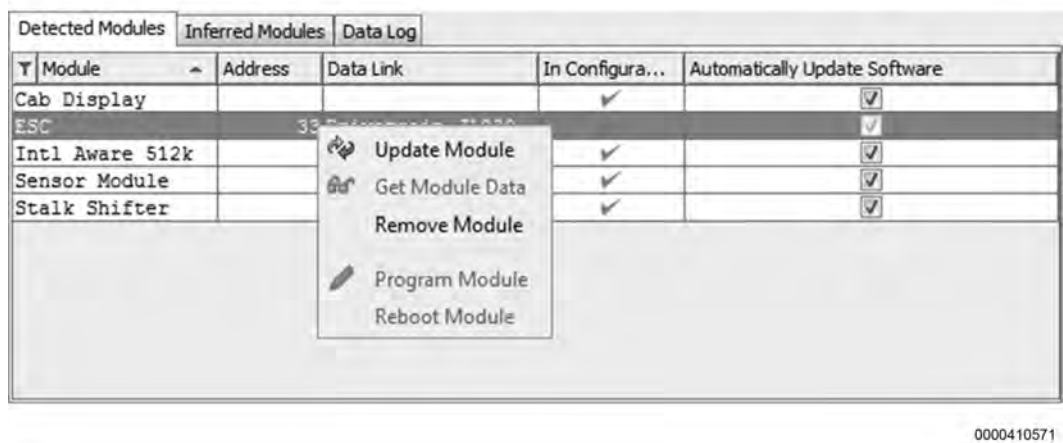 Detected Modules Inferred Modules Data Log
Module Address Data Link In Configura... Automatically Update Software
Cab Display
ESC 33
Intl Aware 512k
Sensor Module
Stalk Shifter
Update Module
Get Module Data
Remove Module
Program Module
Reboot Module
0000410571